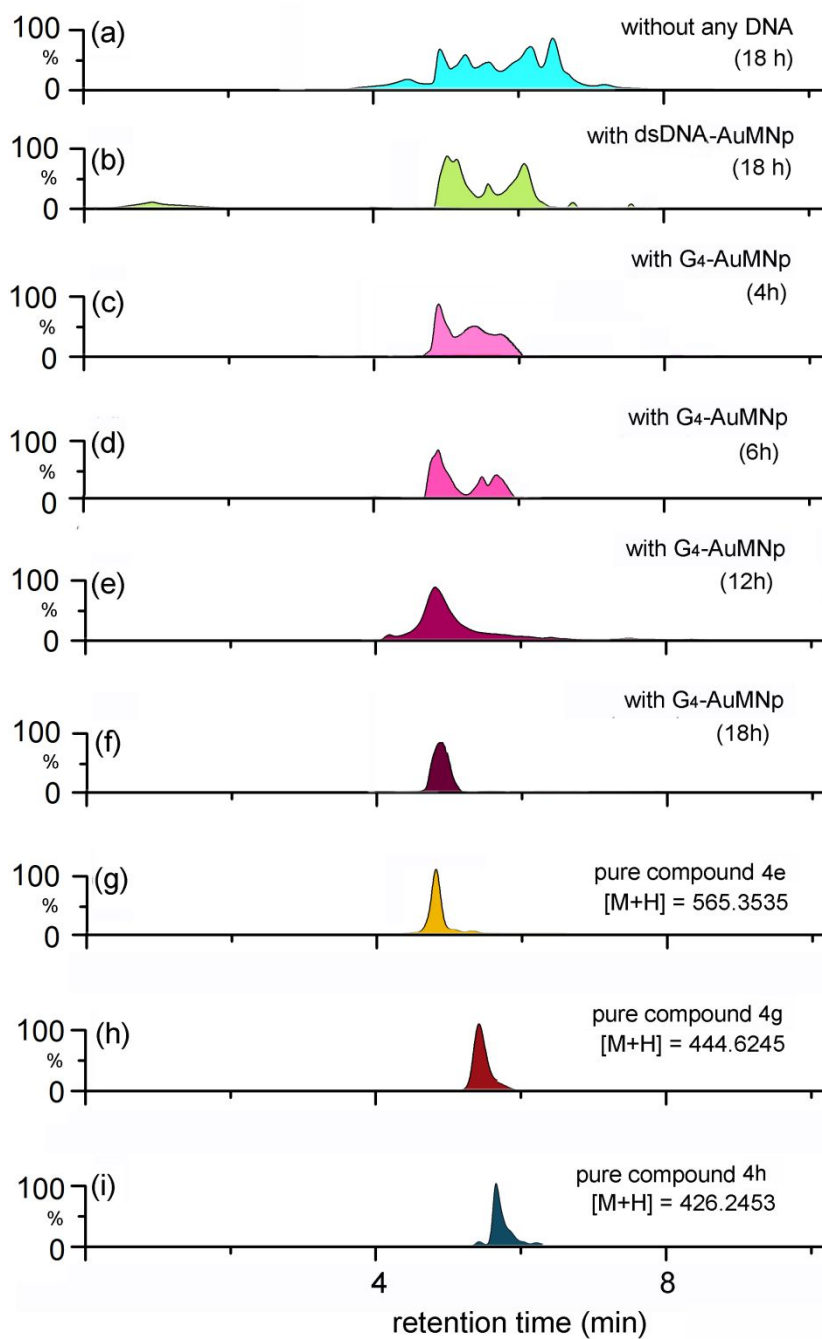 100 (a) without any DNA
% (18 h)
0
100 (b) with dsDNA-AuMNp
% (18 h)
0
with G4-AuMNp
100 (c) (4h)
%
0
with G4-AuMNp
100 (d) (6h)
%
0
with G4-AuMNp
100 (e) (12h)
%
0
with G4-AuMNp
100 (f) (18h)
%
0
100 (g) pure compound 4e
% [M+H] = 565.3535
0
100 (h) pure compound 4g
% [M+H] = 444.6245
0
100 (i) pure compound 4h
% [M+H] = 426.2453
0
4 8
retention time (min)